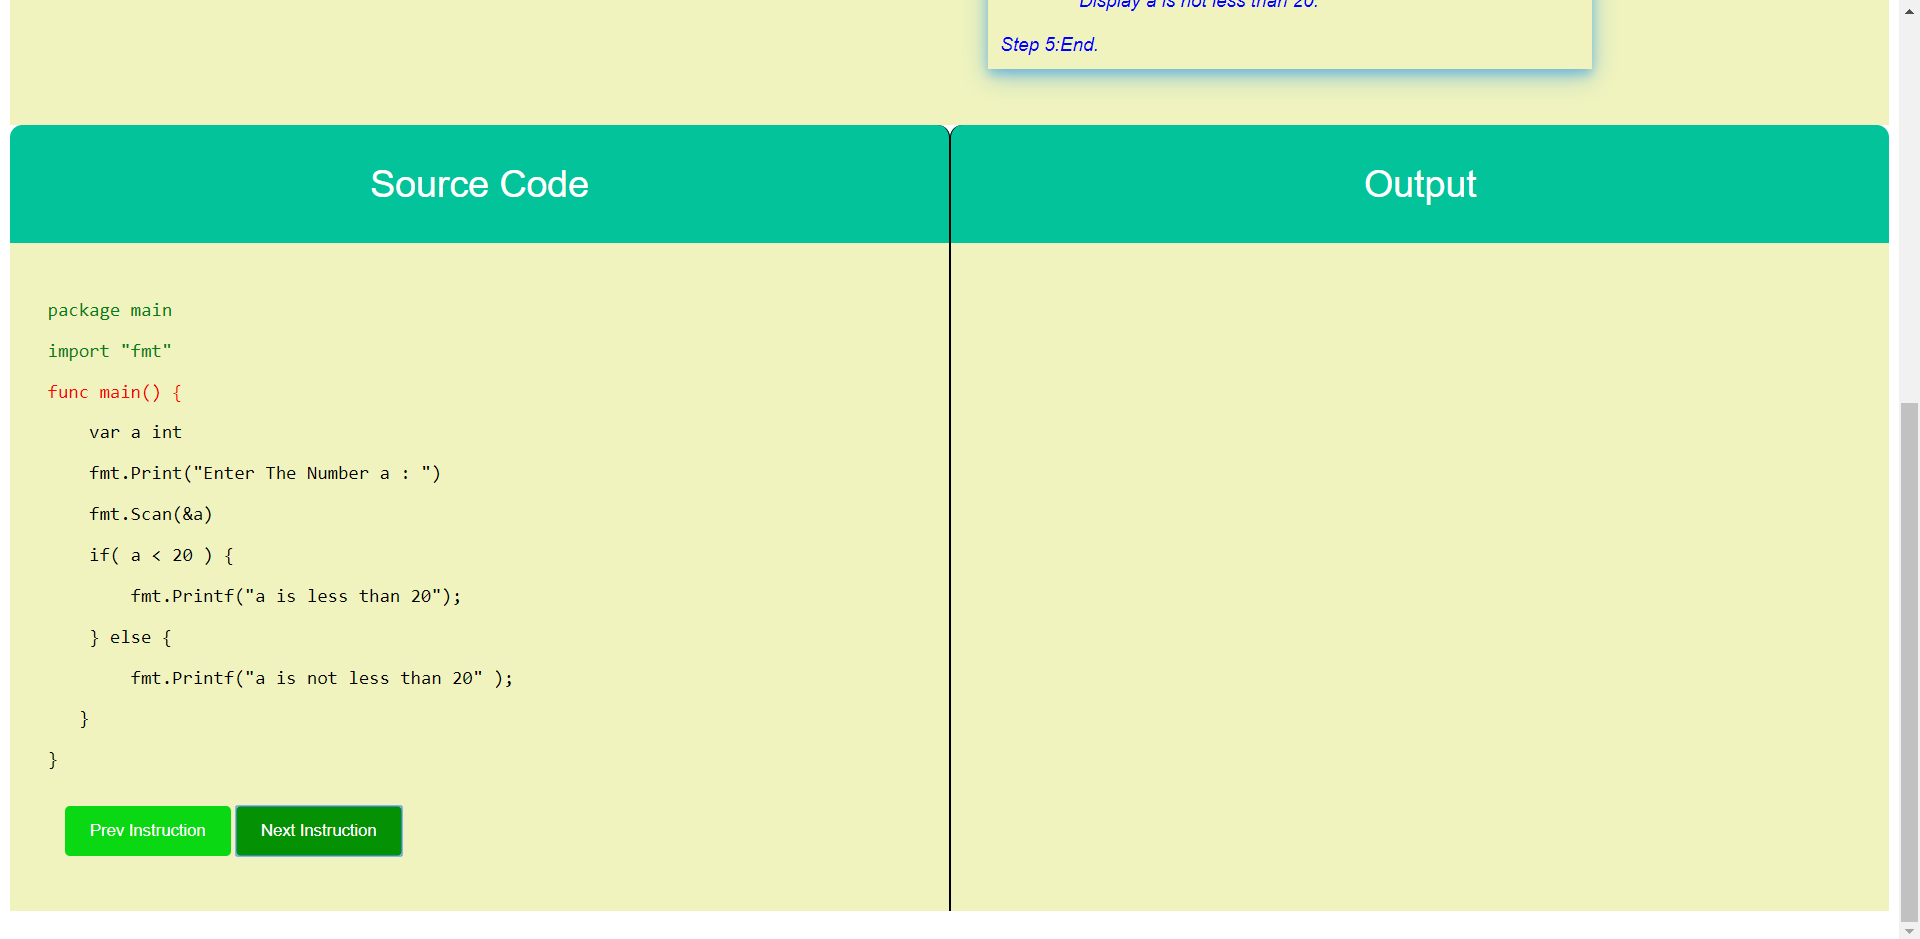 Display a is not less than 20.
Step 5:End.
Source Code
Output
package main
import "fmt"
func main() {
    var a int
    fmt.Print("Enter The Number a : ")
    fmt.Scan(&a)
    if( a < 20 ) {
        fmt.Printf("a is less than 20");
    } else {
        fmt.Printf("a is not less than 20" );
   }
}
Prev Instruction
Next Instruction